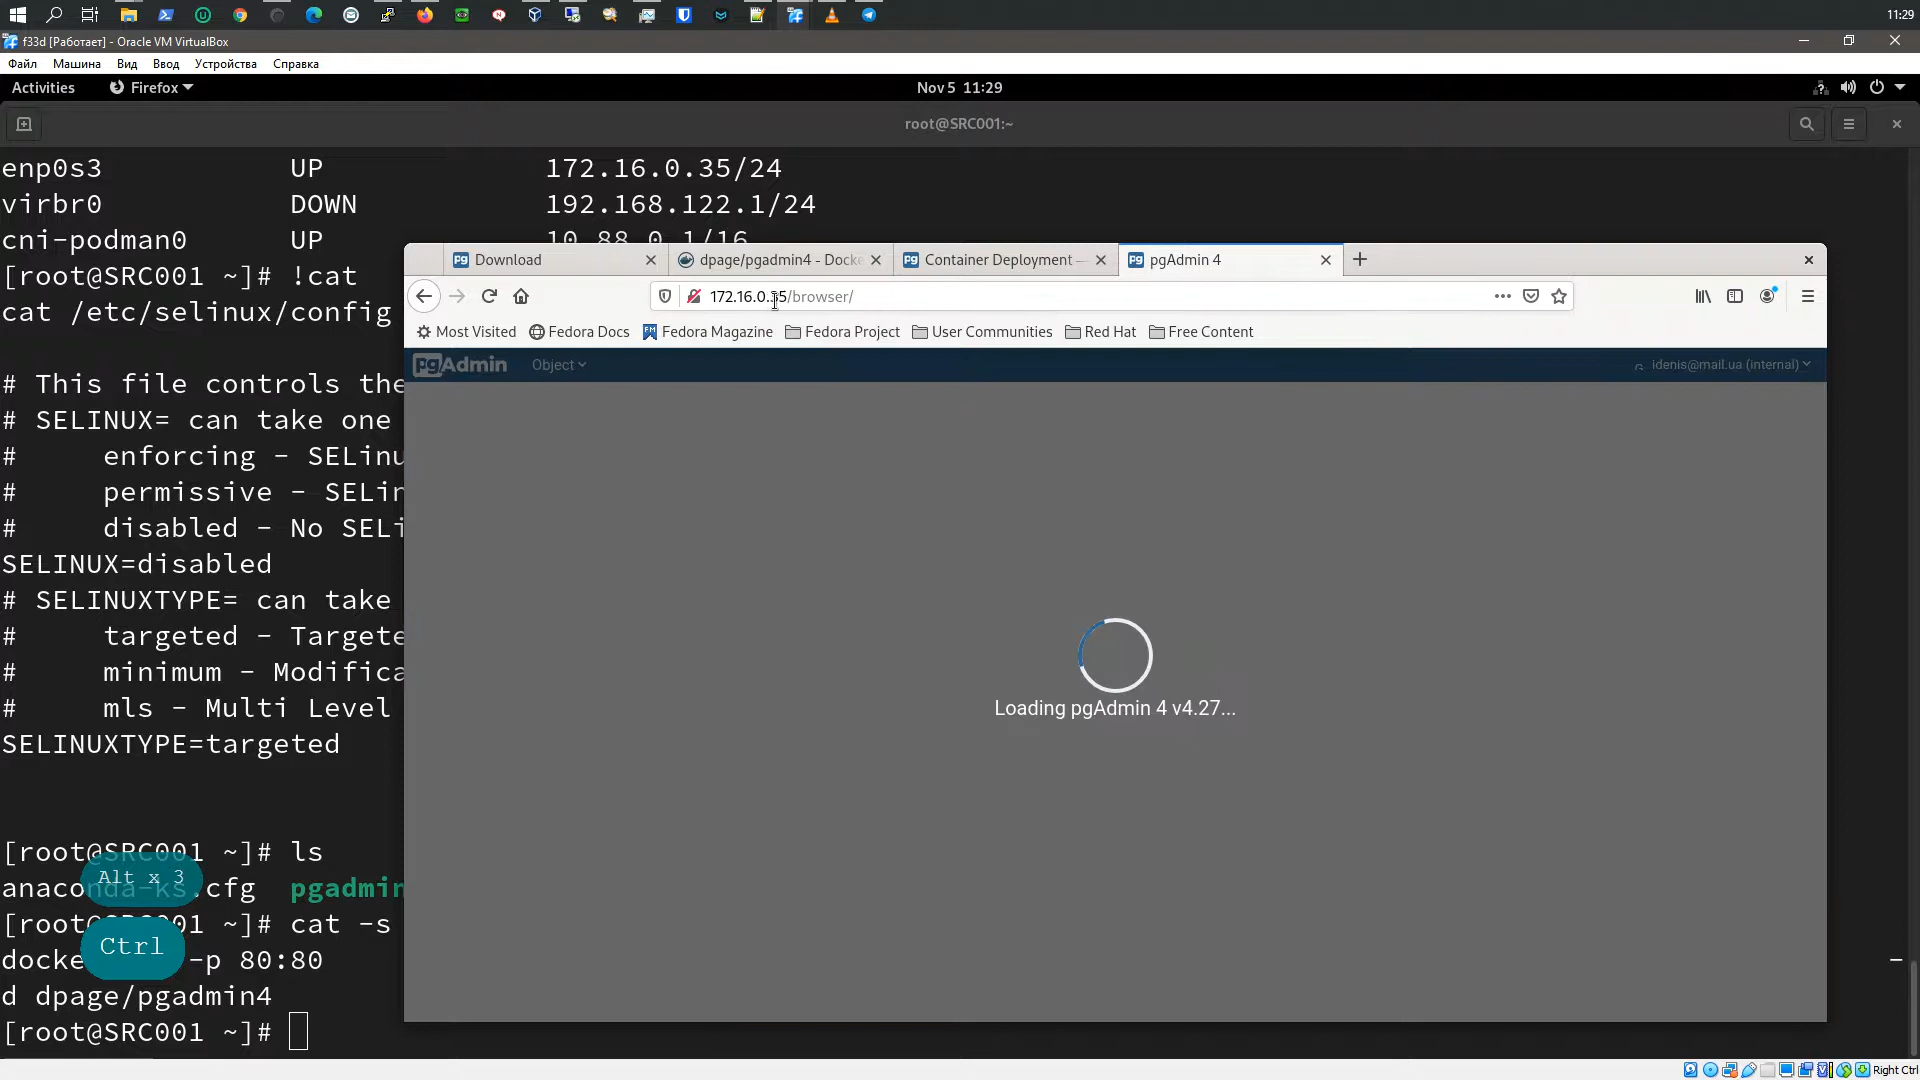 11:29
f33d [Работает] - Oracle VM VirtualBox
Файл Машина Вид Ввод Устройства Справка
Activities Firefox Nov 5 11:29
root@SRC001:~
enp0s3 UP 172.16.0.35/24
virbr0 DOWN 192.168.122.1/24
cni-podman0 UP 10.88.0.1/16
[root@SRC001 ~]# !cat
cat /etc/selinux/config
# This file controls the
# SELINUX= can take one
# enforcing - SELinu
# permissive - SELin
# disabled - No SELi
SELINUX=disabled
# SELINUXTYPE= can take
# targeted - Targete
# minimum - Modifica
# mls - Multi Level
SELINUXTYPE=targeted
[root@SRC001 ~]# ls
anaconda-ks.cfg pgadmin
[root@SRC001 ~]# cat -s
docke -p 80:80
d dpage/pgadmin4
[root@SRC001 ~]#
Alt x 3
Ctrl
Download
dpage/pgadmin4 - Docke
Container Deployment —
pgAdmin 4
172.16.0.35/browser/
Most Visited Fedora Docs Fedora Magazine Fedora Project User Communities Red Hat Free Content
pgAdmin Object idenis@mail.ua (internal)
Loading pgAdmin 4 v4.27...
Right Ctrl